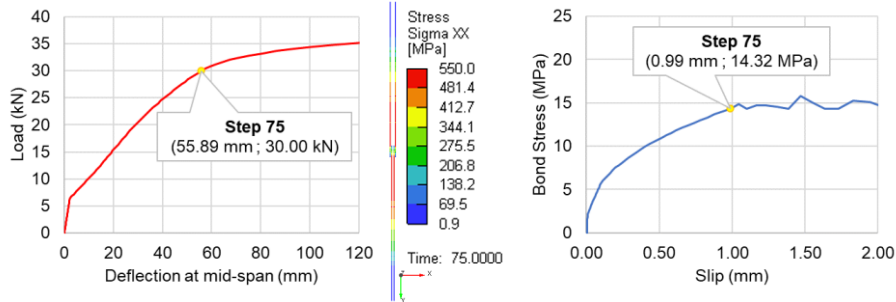 40
35
30
25
20
15
10
5
0
Load (kN)
Step 75
(55.89 mm ; 30.00 kN)
0 20 40 60 80 100 120
Deflection at mid-span (mm)
Stress
Sigma XX
[MPa]
550.0
481.4
412.7
344.1
275.5
206.8
138.2
69.5
0.9
Time: 75.0000
z x
Y
25
20
15
10
5
0
Bond Stress (MPa)
Step 75
(0.99 mm ; 14.32 MPa)
0.00 0.50 1.00 1.50 2.00
Slip (mm)